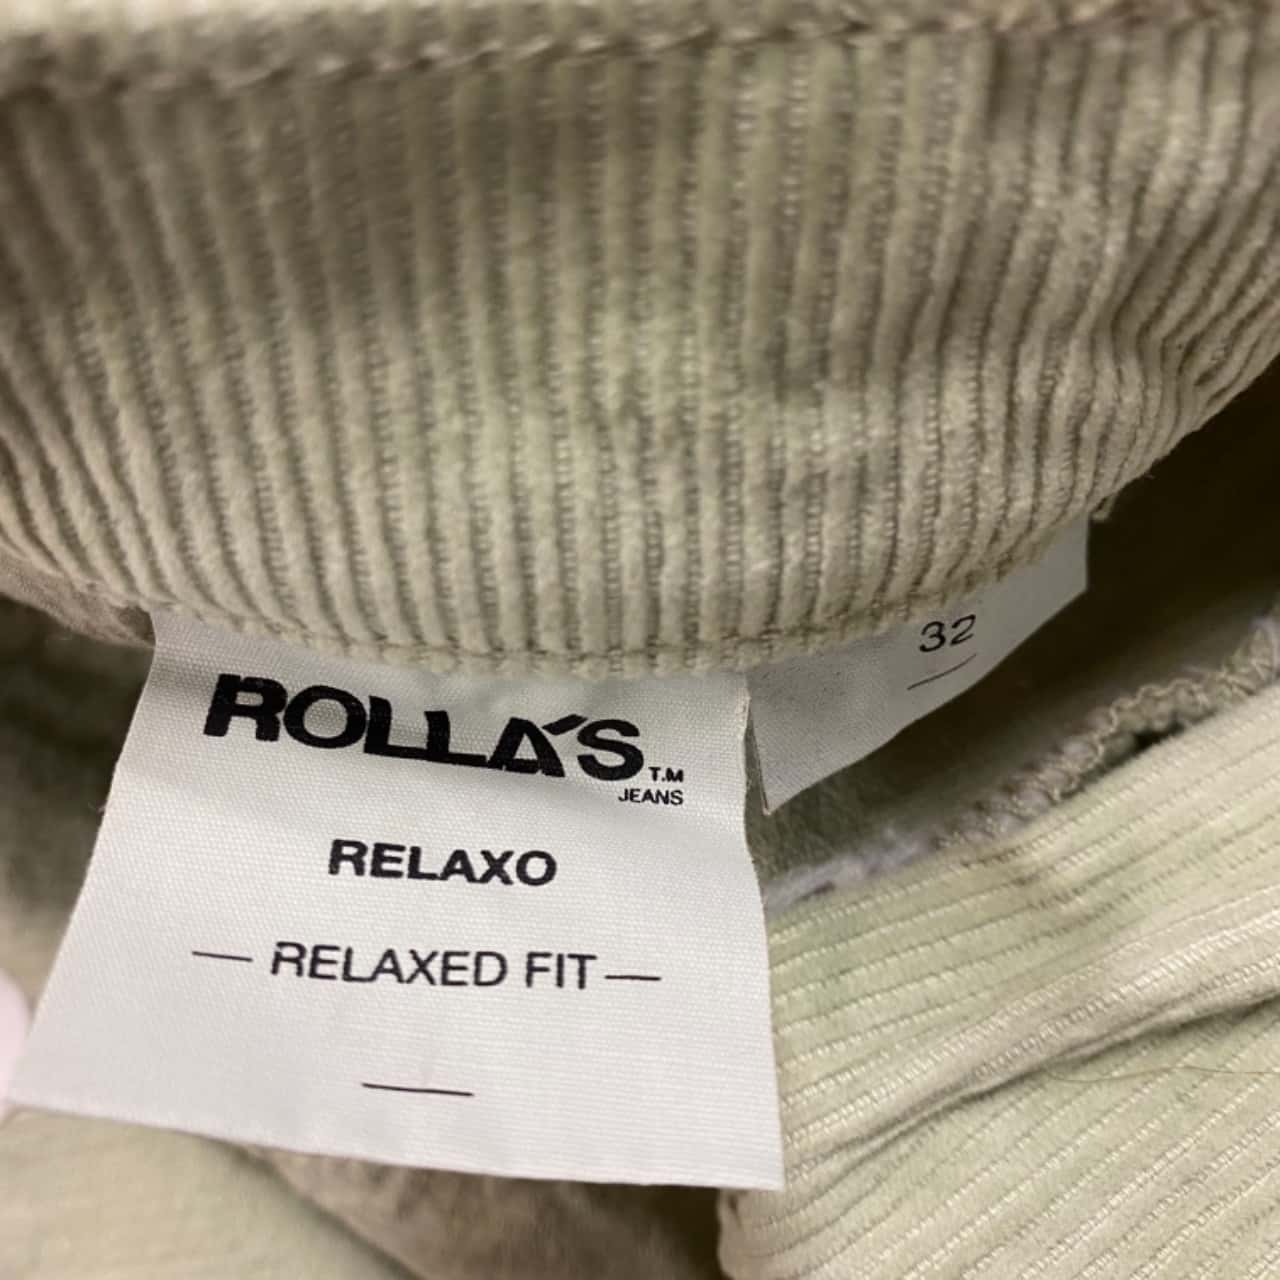 32
ROLLA'S T.M
JEANS
RELAXO
— RELAXED FIT —